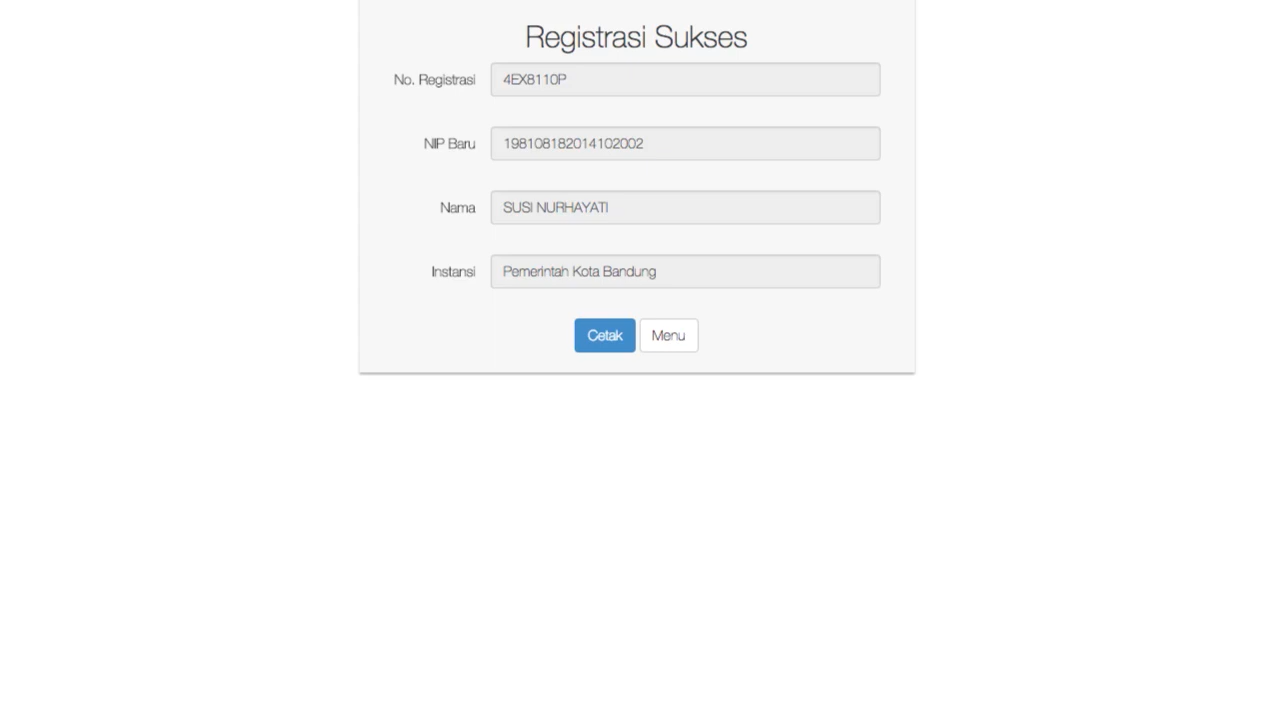 Registrasi Sukses
No. Registrasi 4EX8110P
NIP Baru 198108182014102002
Nama SUSI NURHAYATI
Instansi Pemerintah Kota Bandung
Cetak Menu